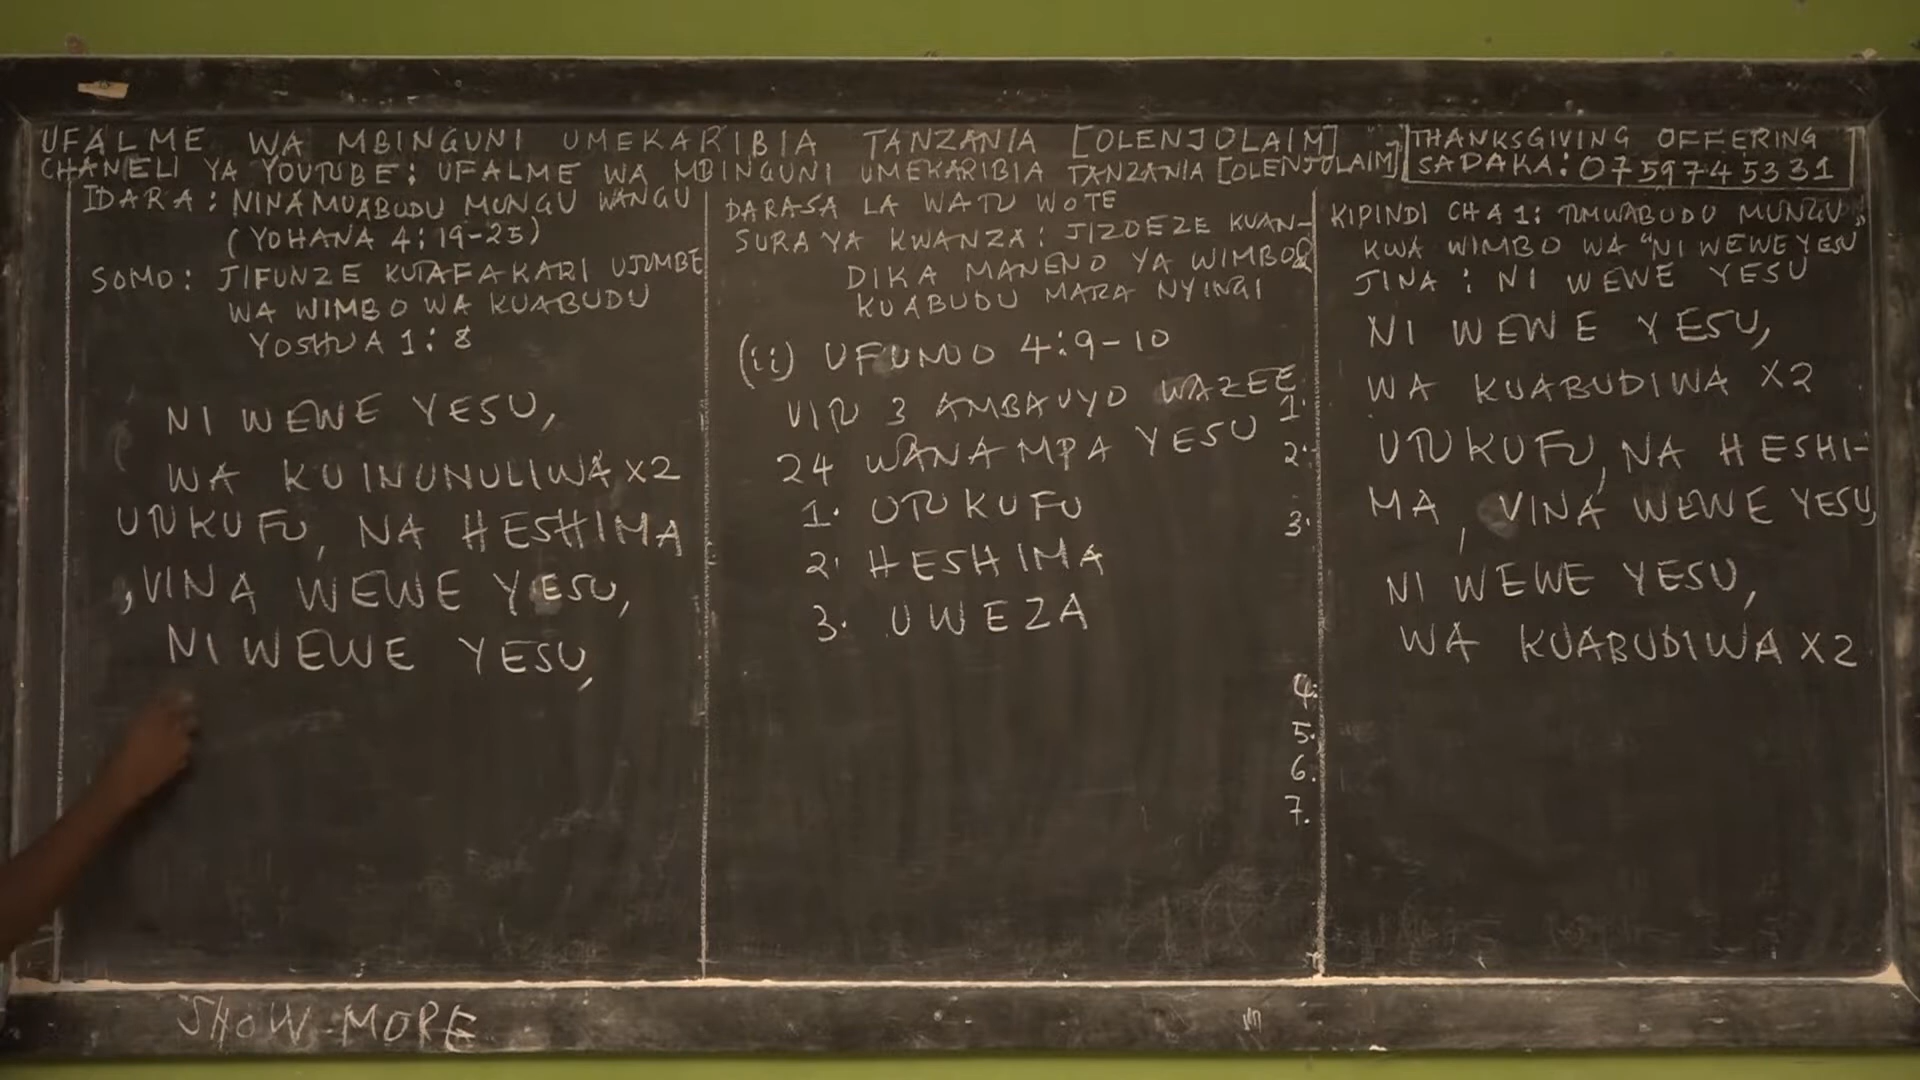 UFALME WA MBINGUNI UMEKARIBIA TANZANIA [OLENJOLAIM]
CHANELI YA YOUTUBE: UFALME WA MBINGUNI UMEKARIBIA TANZANIA [OLENJOLAIM]
THANKSGIVING OFFERING
SADAKA: 0759745331
IDARA: NINAMUABUDU MUNGU WANGU
(YOHANA 4:19-25)
SOMO: JIFUNZE KUTAFAKARI UJUMBE
WA WIMBO WA KUABUDU
YOSHUA 1:8
NI WEWE YESU,
WA KUINUNULIWA X2
UTUKUFU, NA HESHIMA
, VINA WEWE YESU,
NI WEWE YESU,
DARASA LA WATU WOTE
SURA YA KWANZA: JIZOEZE KUAN-
DIKA MANENO YA WIMBO
KUABUDU MARA NYINGI
(ii) UFUNUO 4:9-10
VITU 3 AMBAVYO WAZEE
24 WANAMPA YESU
1. UTUKUFU
2. HESHIMA
3. UWEZA
1.
2.
3.
4.
5.
6.
7.
KIPINDI CHA 1: TUMWABUDU MUNGU
KWA WIMBO WA "NI WEWE YESU"
JINA: NI WEWE YESU
NI WEWE YESU,
WA KUABUDIWA X2
UTUKUFU, NA HESHI-
MA, VINA WEWE YESU,
NI WEWE YESU,
WA KUABUDIWA X2
SHOW MORE